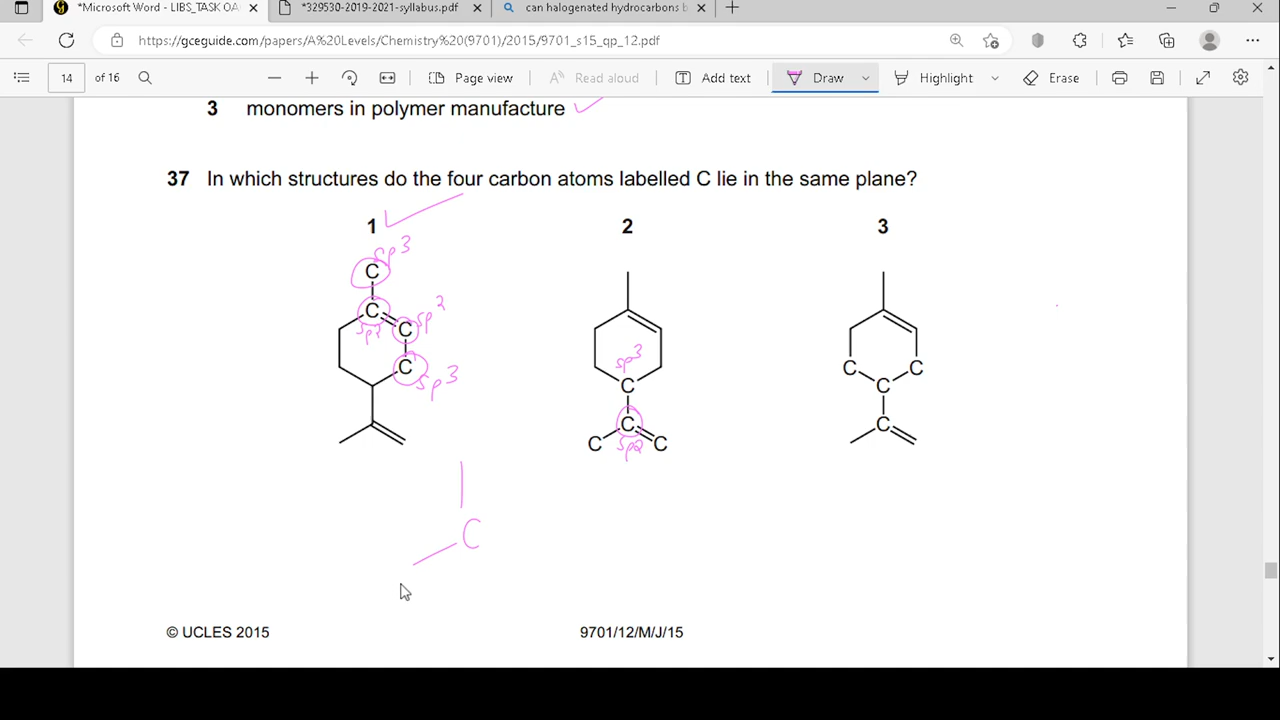 *Microsoft Word - LIBS_TASK OA
*329530-2019-2021-syllabus.pdf
can halogenated hydrocarbons b
https://gceguide.com/papers/A%20Levels/Chemistry%20(9701)/2015/9701_s15_qp_12.pdf
14 of 16
Page view
Read aloud
Add text
Draw
Highlight
Erase
3 monomers in polymer manufacture
37 In which structures do the four carbon atoms labelled C lie in the same plane?
1 2 3
sp3
C
C
sp2
C
sp2
C
sp3
sp3
C
C
C C
sp2
C C
C
C
C
© UCLES 2015
9701/12/M/J/15